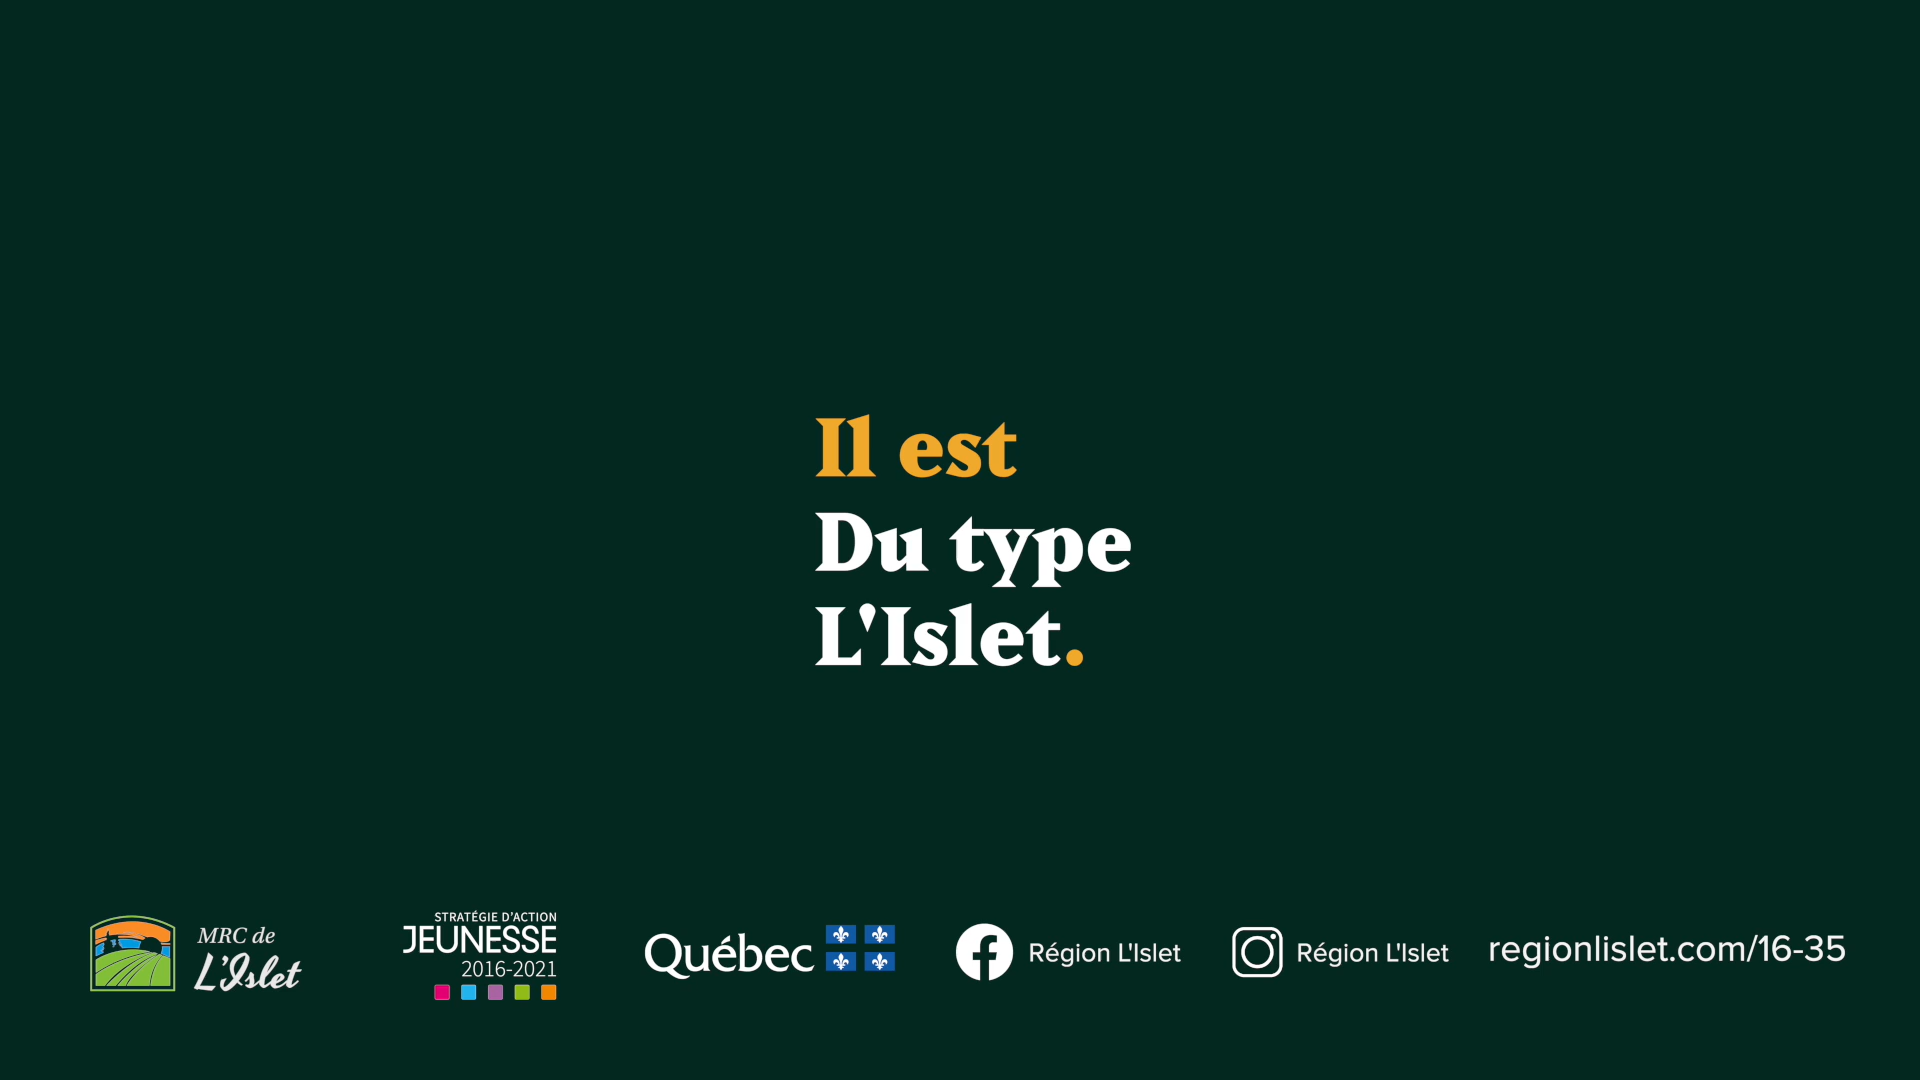 Il est
Du type
L'Islet.
MRC de
L'Islet
STRATÉGIE D'ACTION
JEUNESSE
2016-2021
Québec
Région L'Islet
Région L'Islet
regionlislet.com/16-35